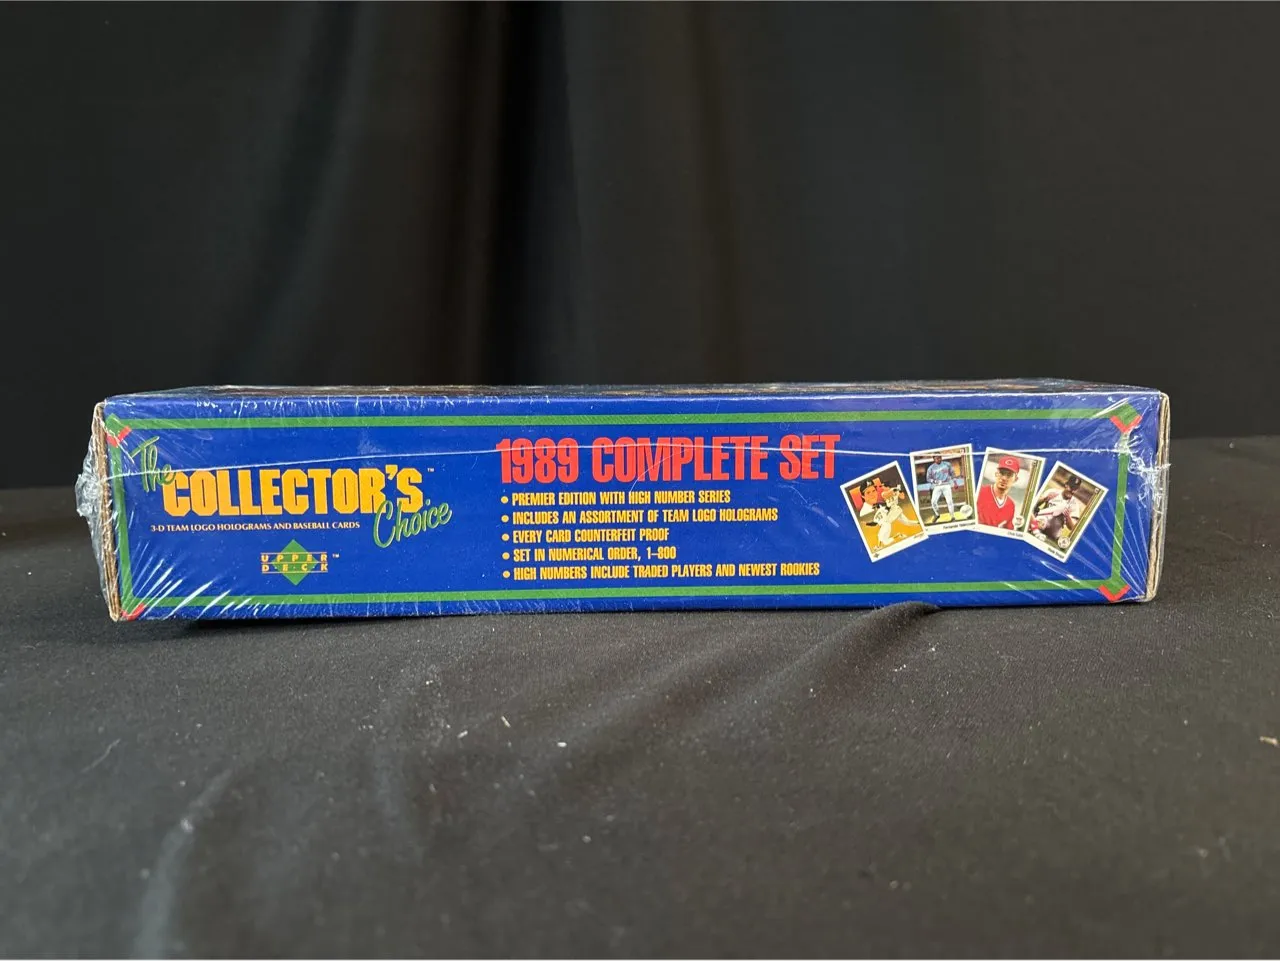 The
COLLECTOR'S™
Choice
3-D TEAM LOGO HOLOGRAMS AND BASEBALL CARDS
UPPER™
DECK
1989 COMPLETE SET
• PREMIER EDITION WITH HIGH NUMBER SERIES
• INCLUDES AN ASSORTMENT OF TEAM LOGO HOLOGRAMS
• EVERY CARD COUNTERFEIT PROOF
• SET IN NUMERICAL ORDER, 1–800
• HIGH NUMBERS INCLUDE TRADED PLAYERS AND NEWEST ROOKIES